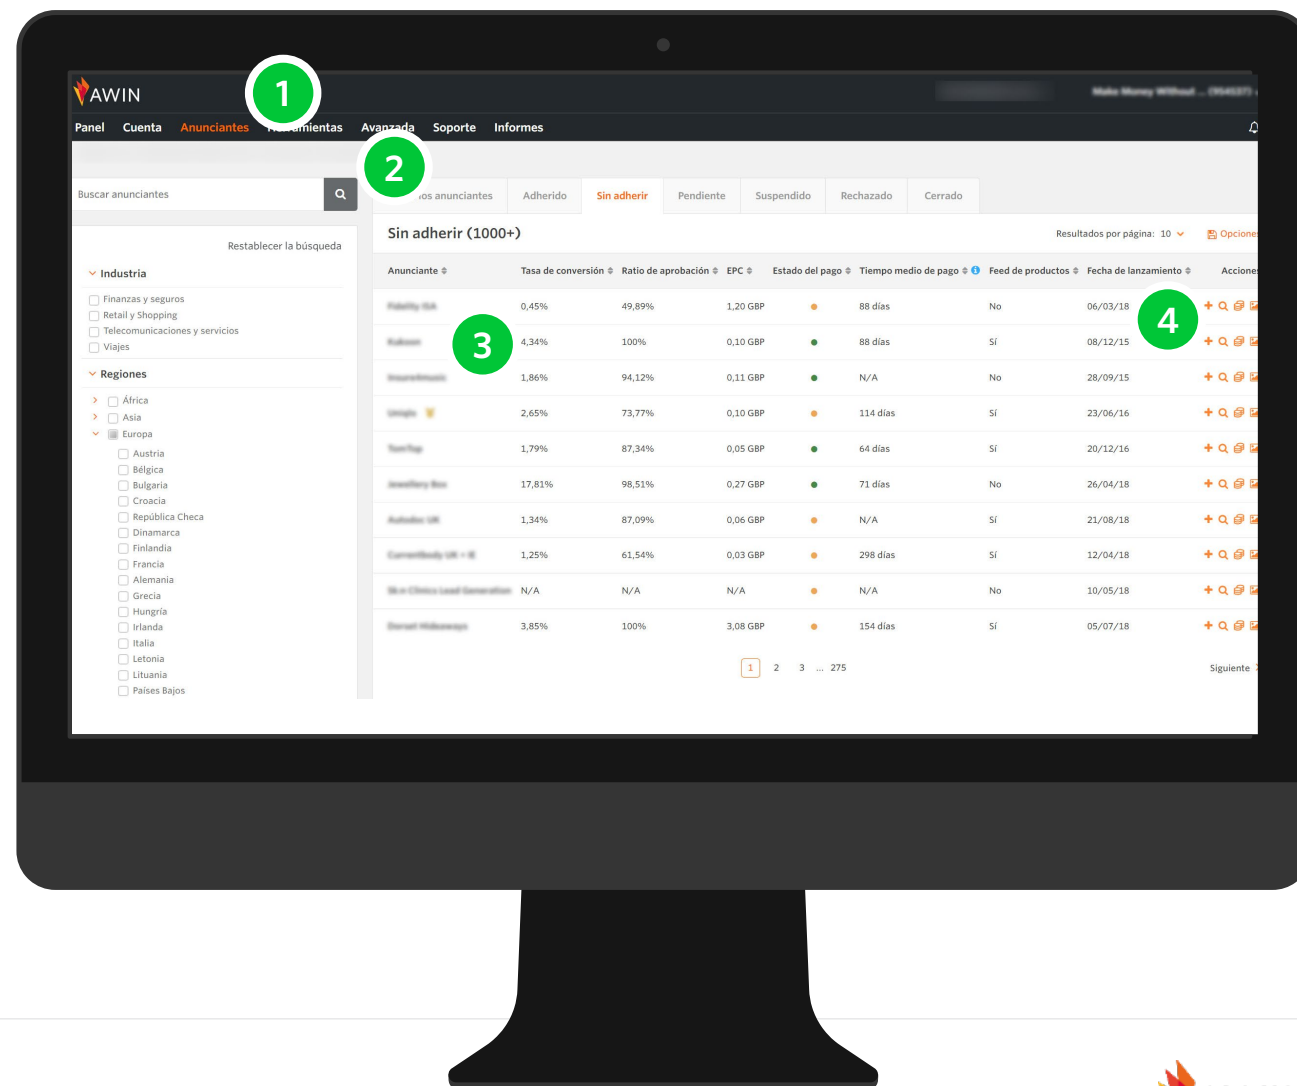 AWIN
1
Panel Cuenta Anunciantes Herramientas Avanzada Soporte Informes
2
Buscar anunciantes
anunciantes Adherido Sin adherir Pendiente Suspendido Rechazado Cerrado
Restablecer la búsqueda
Industria
Finanzas y seguros
Retail y Shopping
Telecomunicaciones y servicios
Viajes
Regiones
África
Asia
Europa
Austria
Bélgica
Bulgaria
Croacia
República Checa
Dinamarca
Finlandia
Francia
Alemania
Grecia
Hungría
Irlanda
Italia
Letonia
Lituania
Países Bajos
Sin adherir (1000+)
Resultados por página: 10 Opciones
Anunciante Tasa de conversión Ratio de aprobación EPC Estado del pago Tiempo medio de pago Feed de productos Fecha de lanzamiento Acciones
0,45% 49,89% 1,20 GBP 88 días No 06/03/18
3
4
4,34% 100% 0,10 GBP 88 días Sí 08/12/15
1,86% 94,12% 0,11 GBP N/A No 28/09/15
2,65% 73,77% 0,10 GBP 114 días Sí 23/06/16
1,79% 87,34% 0,05 GBP 64 días Sí 20/12/16
17,81% 98,51% 0,27 GBP 71 días No 26/04/18
1,34% 87,09% 0,06 GBP N/A Sí 21/08/18
1,25% 61,54% 0,03 GBP 298 días Sí 12/04/18
N/A N/A N/A N/A No 10/05/18
3,85% 100% 3,08 GBP 154 días Sí 05/07/18
1 2 3 ... 275
Siguiente